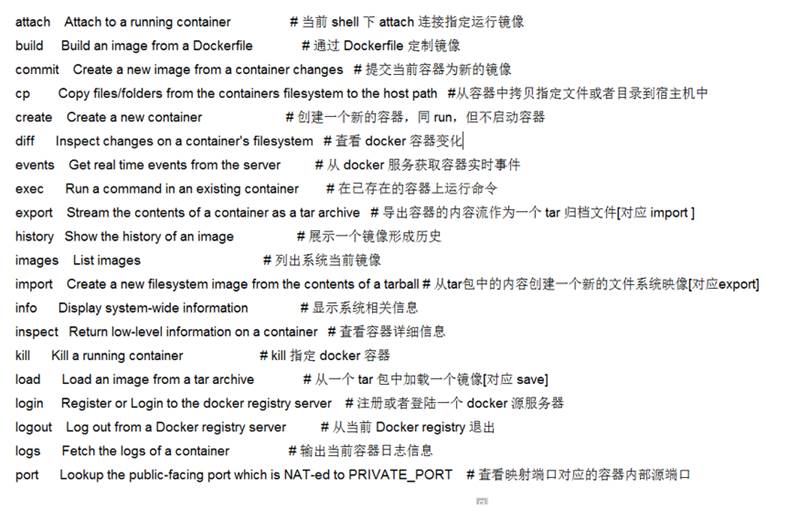 attach Attach to a running container # 当前 shell 下 attach 连接指定运行镜像
build Build an image from a Dockerfile # 通过 Dockerfile 定制镜像
commit Create a new image from a container changes # 提交当前容器为新的镜像
cp Copy files/folders from the containers filesystem to the host path #从容器中拷贝指定文件或者目录到宿主机中
create Create a new container # 创建一个新的容器，同 run，但不启动容器
diff Inspect changes on a container's filesystem # 查看 docker 容器变化
events Get real time events from the server # 从 docker 服务获取容器实时事件
exec Run a command in an existing container # 在已存在的容器上运行命令
export Stream the contents of a container as a tar archive # 导出容器的内容流作为一个 tar 归档文件[对应 import ]
history Show the history of an image # 展示一个镜像形成历史
images List images # 列出系统当前镜像
import Create a new filesystem image from the contents of a tarball # 从tar包中的内容创建一个新的文件系统映像[对应export]
info Display system-wide information # 显示系统相关信息
inspect Return low-level information on a container # 查看容器详细信息
kill Kill a running container # kill 指定 docker 容器
load Load an image from a tar archive # 从一个 tar 包中加载一个镜像[对应 save]
login Register or Login to the docker registry server # 注册或者登陆一个 docker 源服务器
logout Log out from a Docker registry server # 从当前 Docker registry 退出
logs Fetch the logs of a container # 输出当前容器日志信息
port Lookup the public-facing port which is NAT-ed to PRIVATE_PORT # 查看映射端口对应的容器内部源端口